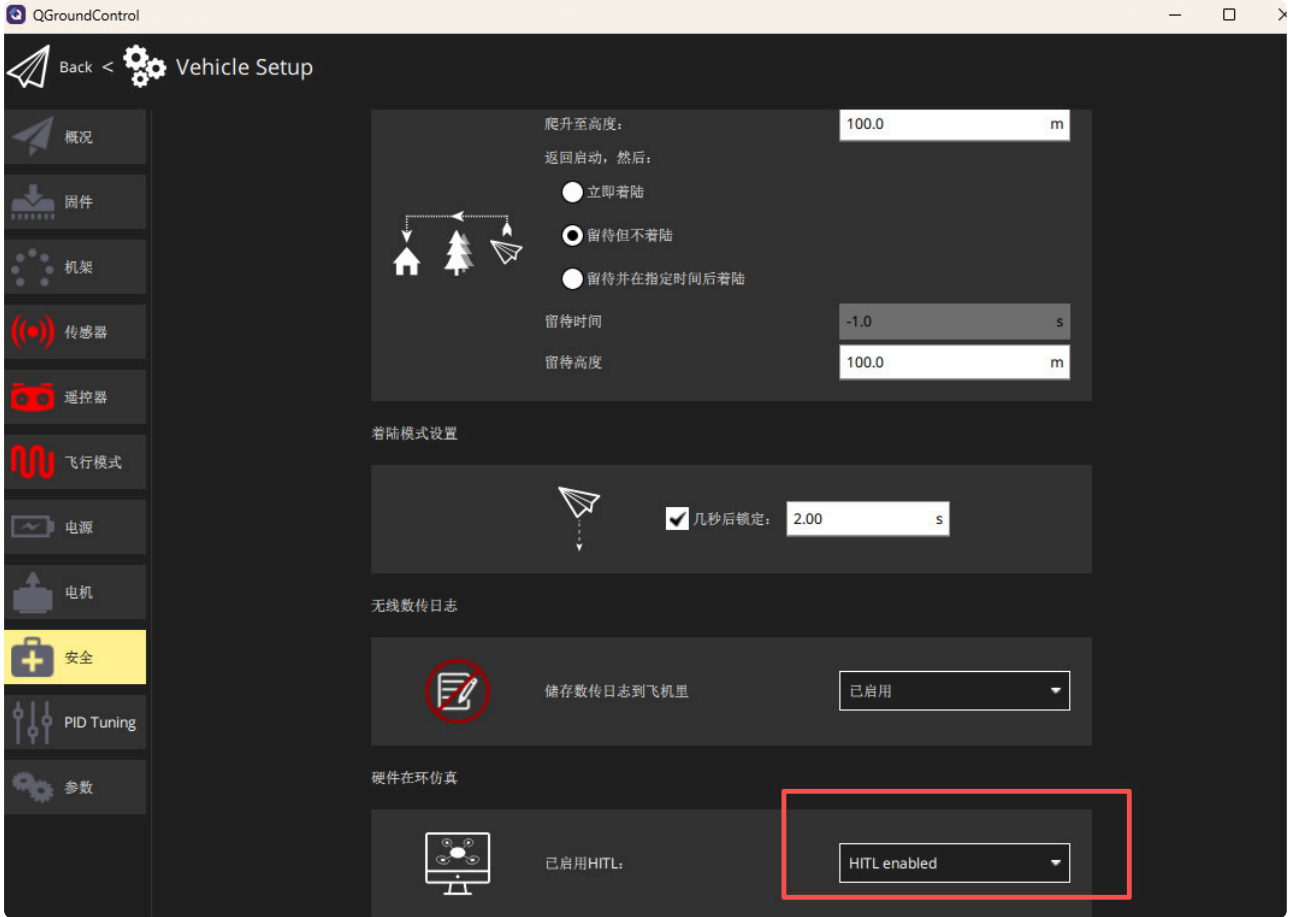 QGroundControl
Back < Vehicle Setup
概况
固件
机架
传感器
遥控器
飞行模式
电源
电机
安全
PID Tuning
参数
爬升至高度：
100.0 m
返回启动，然后：
立即着陆
留待但不着陆
留待并在指定时间后着陆
留待时间
-1.0 s
留待高度
100.0 m
着陆模式设置
几秒后锁定：
2.00 s
无线数传日志
储存数传日志到飞机里
已启用
硬件在环仿真
已启用HITL：
HITL enabled